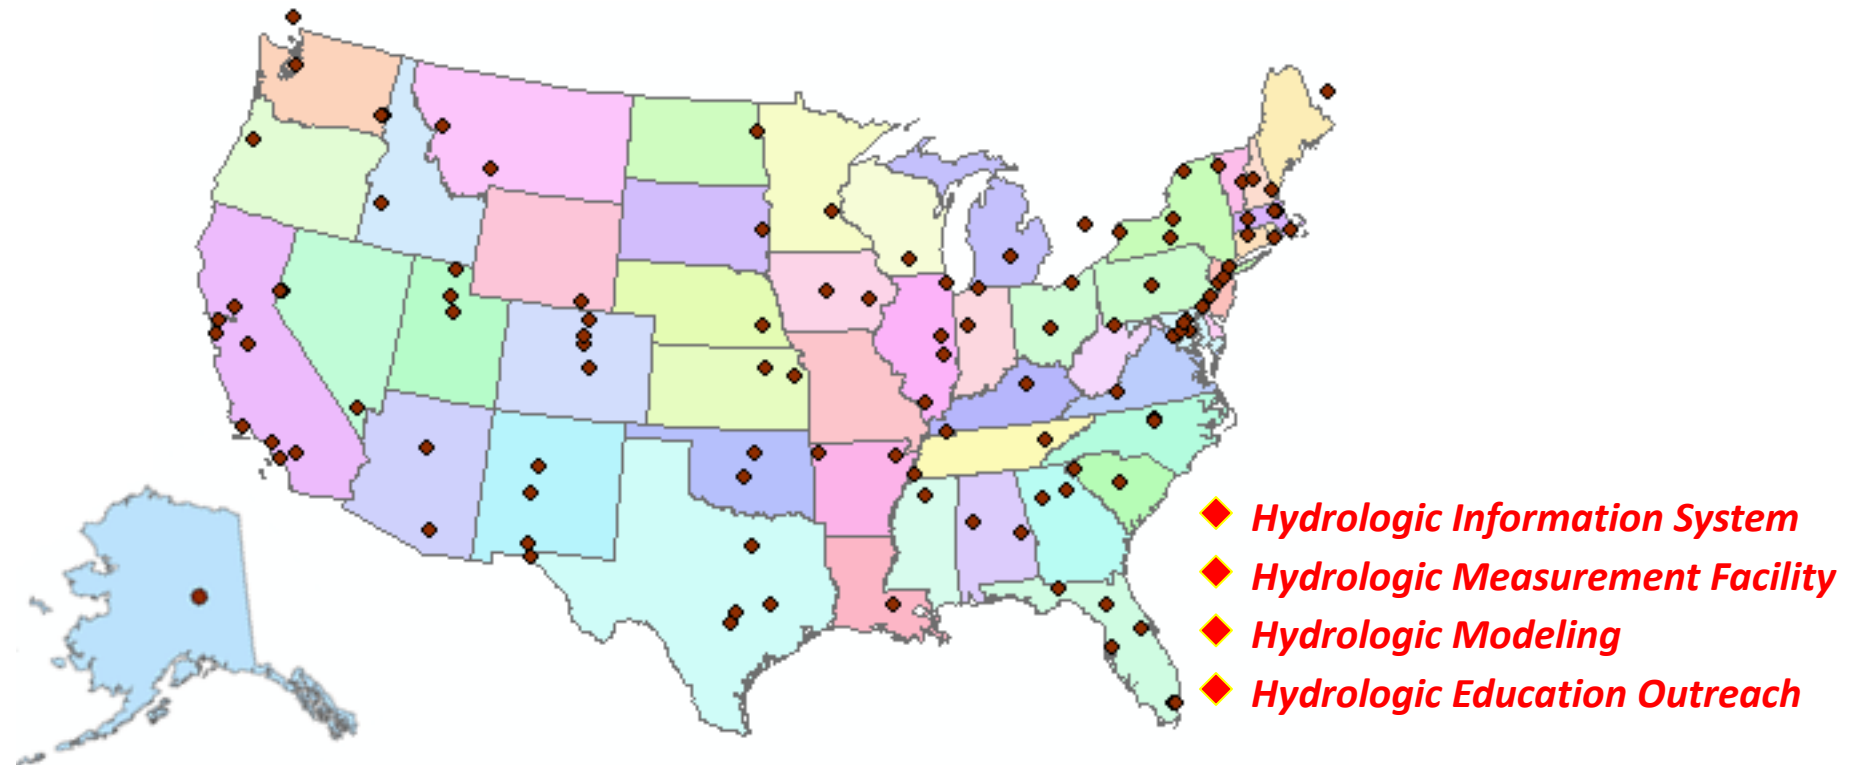 Hydrologic Information System
Hydrologic Measurement Facility
Hydrologic Modeling
Hydrologic Education Outreach